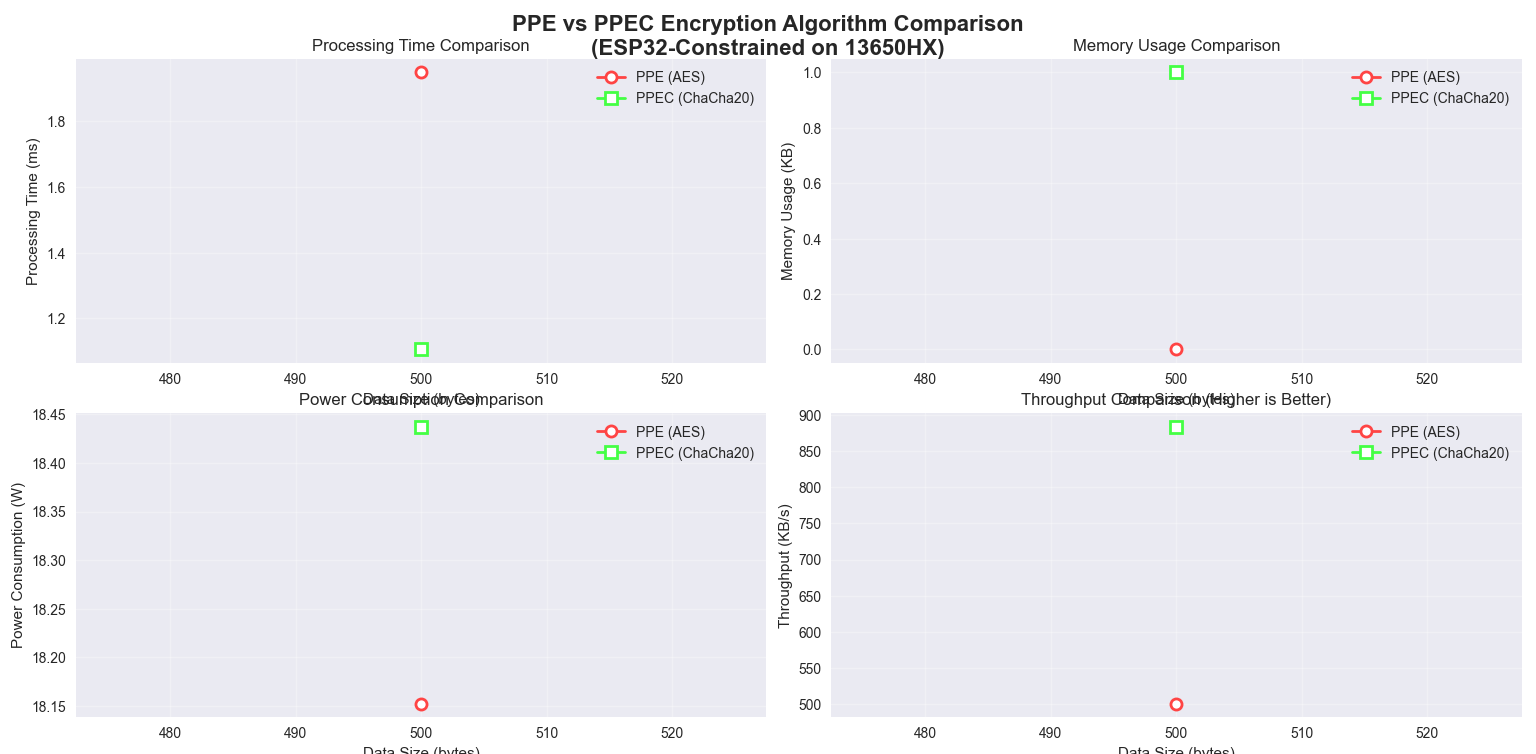 PPE vs PPEC Encryption Algorithm Comparison
(ESP32-Constrained on 13650HX)
Processing Time Comparison
Processing Time (ms)
1.8
1.6
1.4
1.2
480 490 500 510 520
Data Size (bytes)
PPE (AES)
PPEC (ChaCha20)
Memory Usage Comparison
Memory Usage (KB)
1.0
0.8
0.6
0.4
0.2
0.0
480 490 500 510 520
Data Size (bytes)
PPE (AES)
PPEC (ChaCha20)
Power Consumption Comparison
Power Consumption (W)
18.45
18.40
18.35
18.30
18.25
18.20
18.15
480 490 500 510 520
Data Size (bytes)
PPE (AES)
PPEC (ChaCha20)
Throughput Comparison (Higher is Better)
Throughput (KB/s)
900
850
800
750
700
650
600
550
500
480 490 500 510 520
Data Size (bytes)
PPE (AES)
PPEC (ChaCha20)